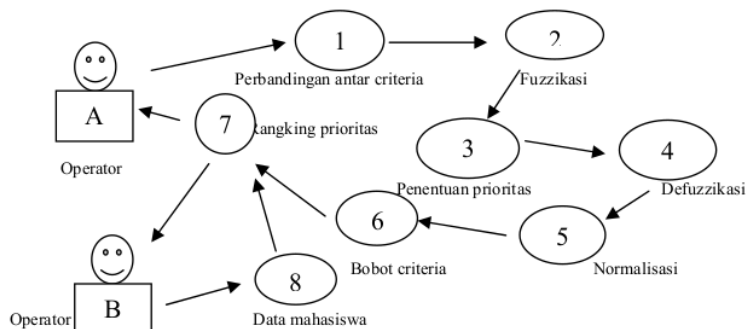 1
2
Perbandingan antar criteria
Fuzzikasi
A
7
Rangking prioritas
3
4
Operator
Penentuan prioritas
Defuzzikasi
6
5
8
Bobot criteria
Normalisasi
Operator
B
Data mahasiswa